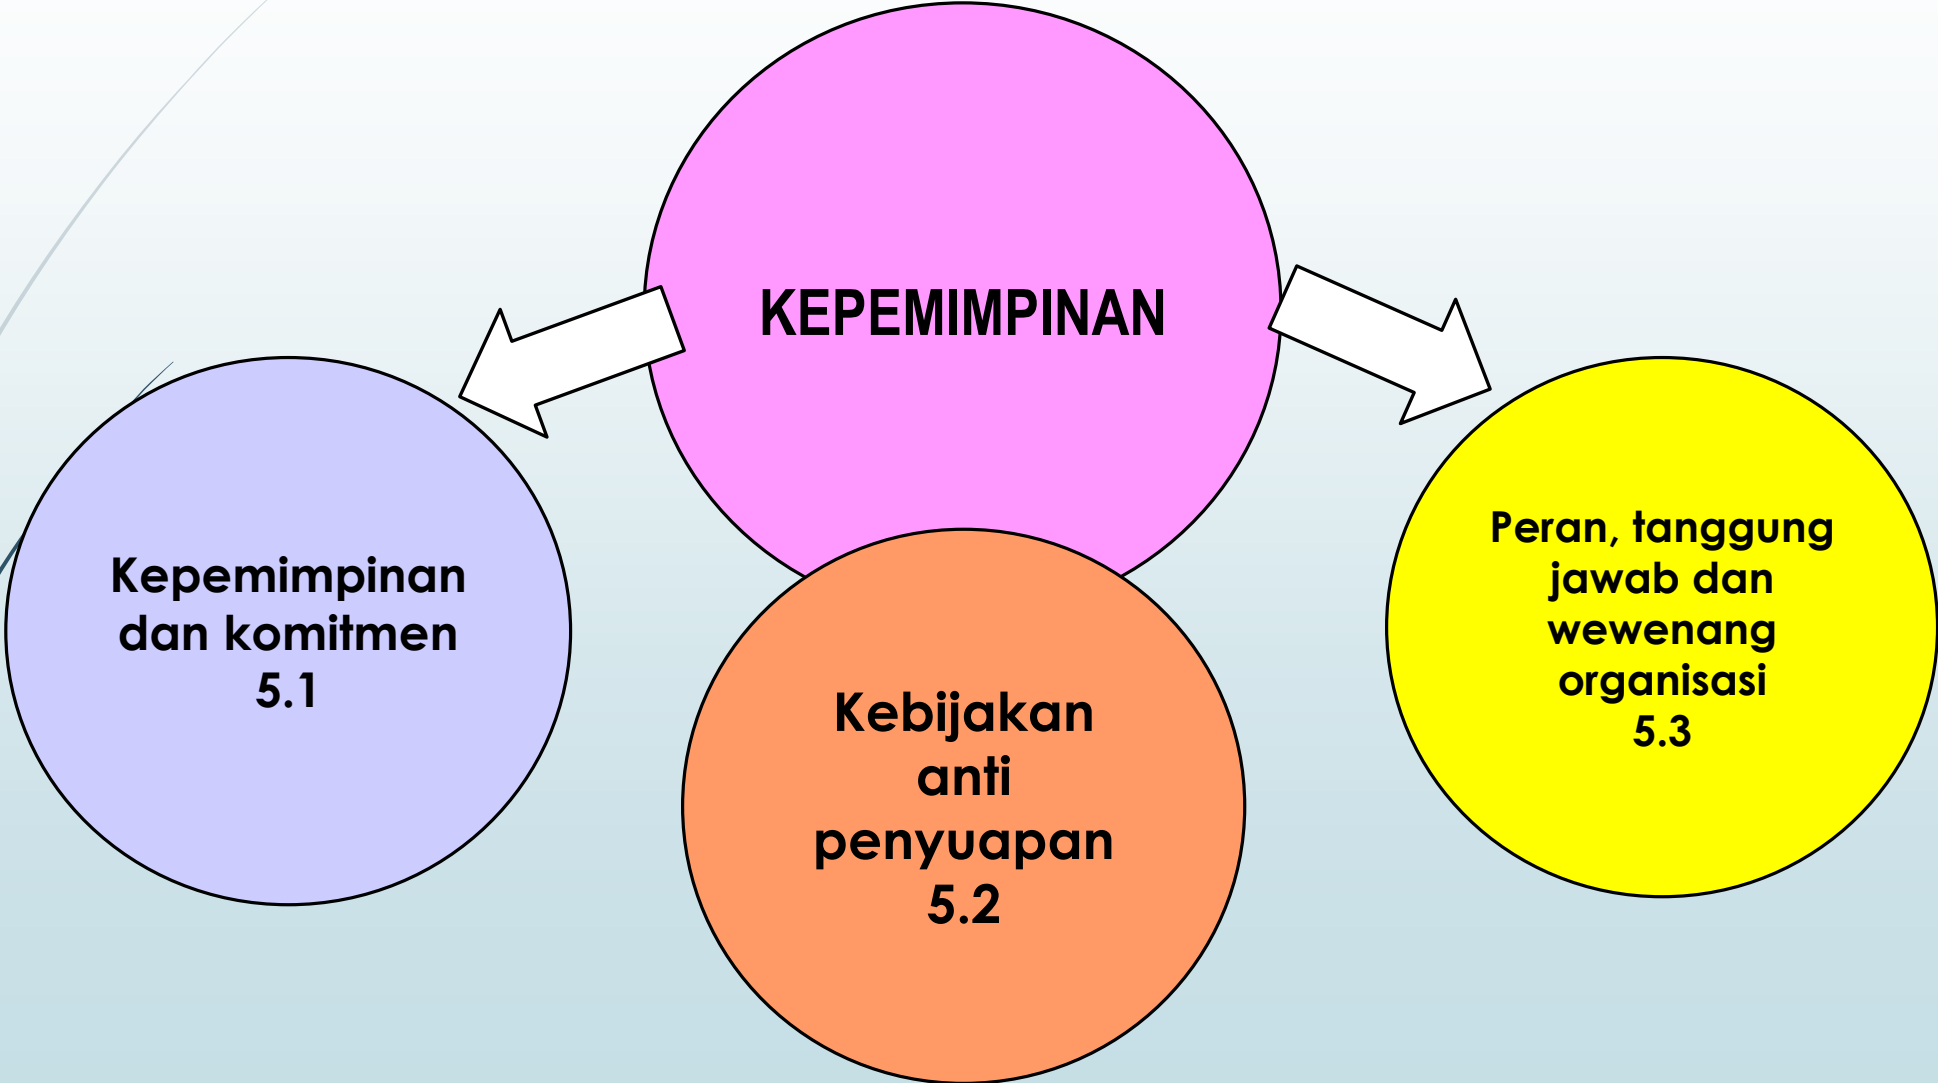 KEPEMIMPINAN
Kepemimpinan
dan komitmen
5.1
Kebijakan
anti
penyuapan
5.2
Peran, tanggung
jawab dan
wewenang
organisasi
5.3